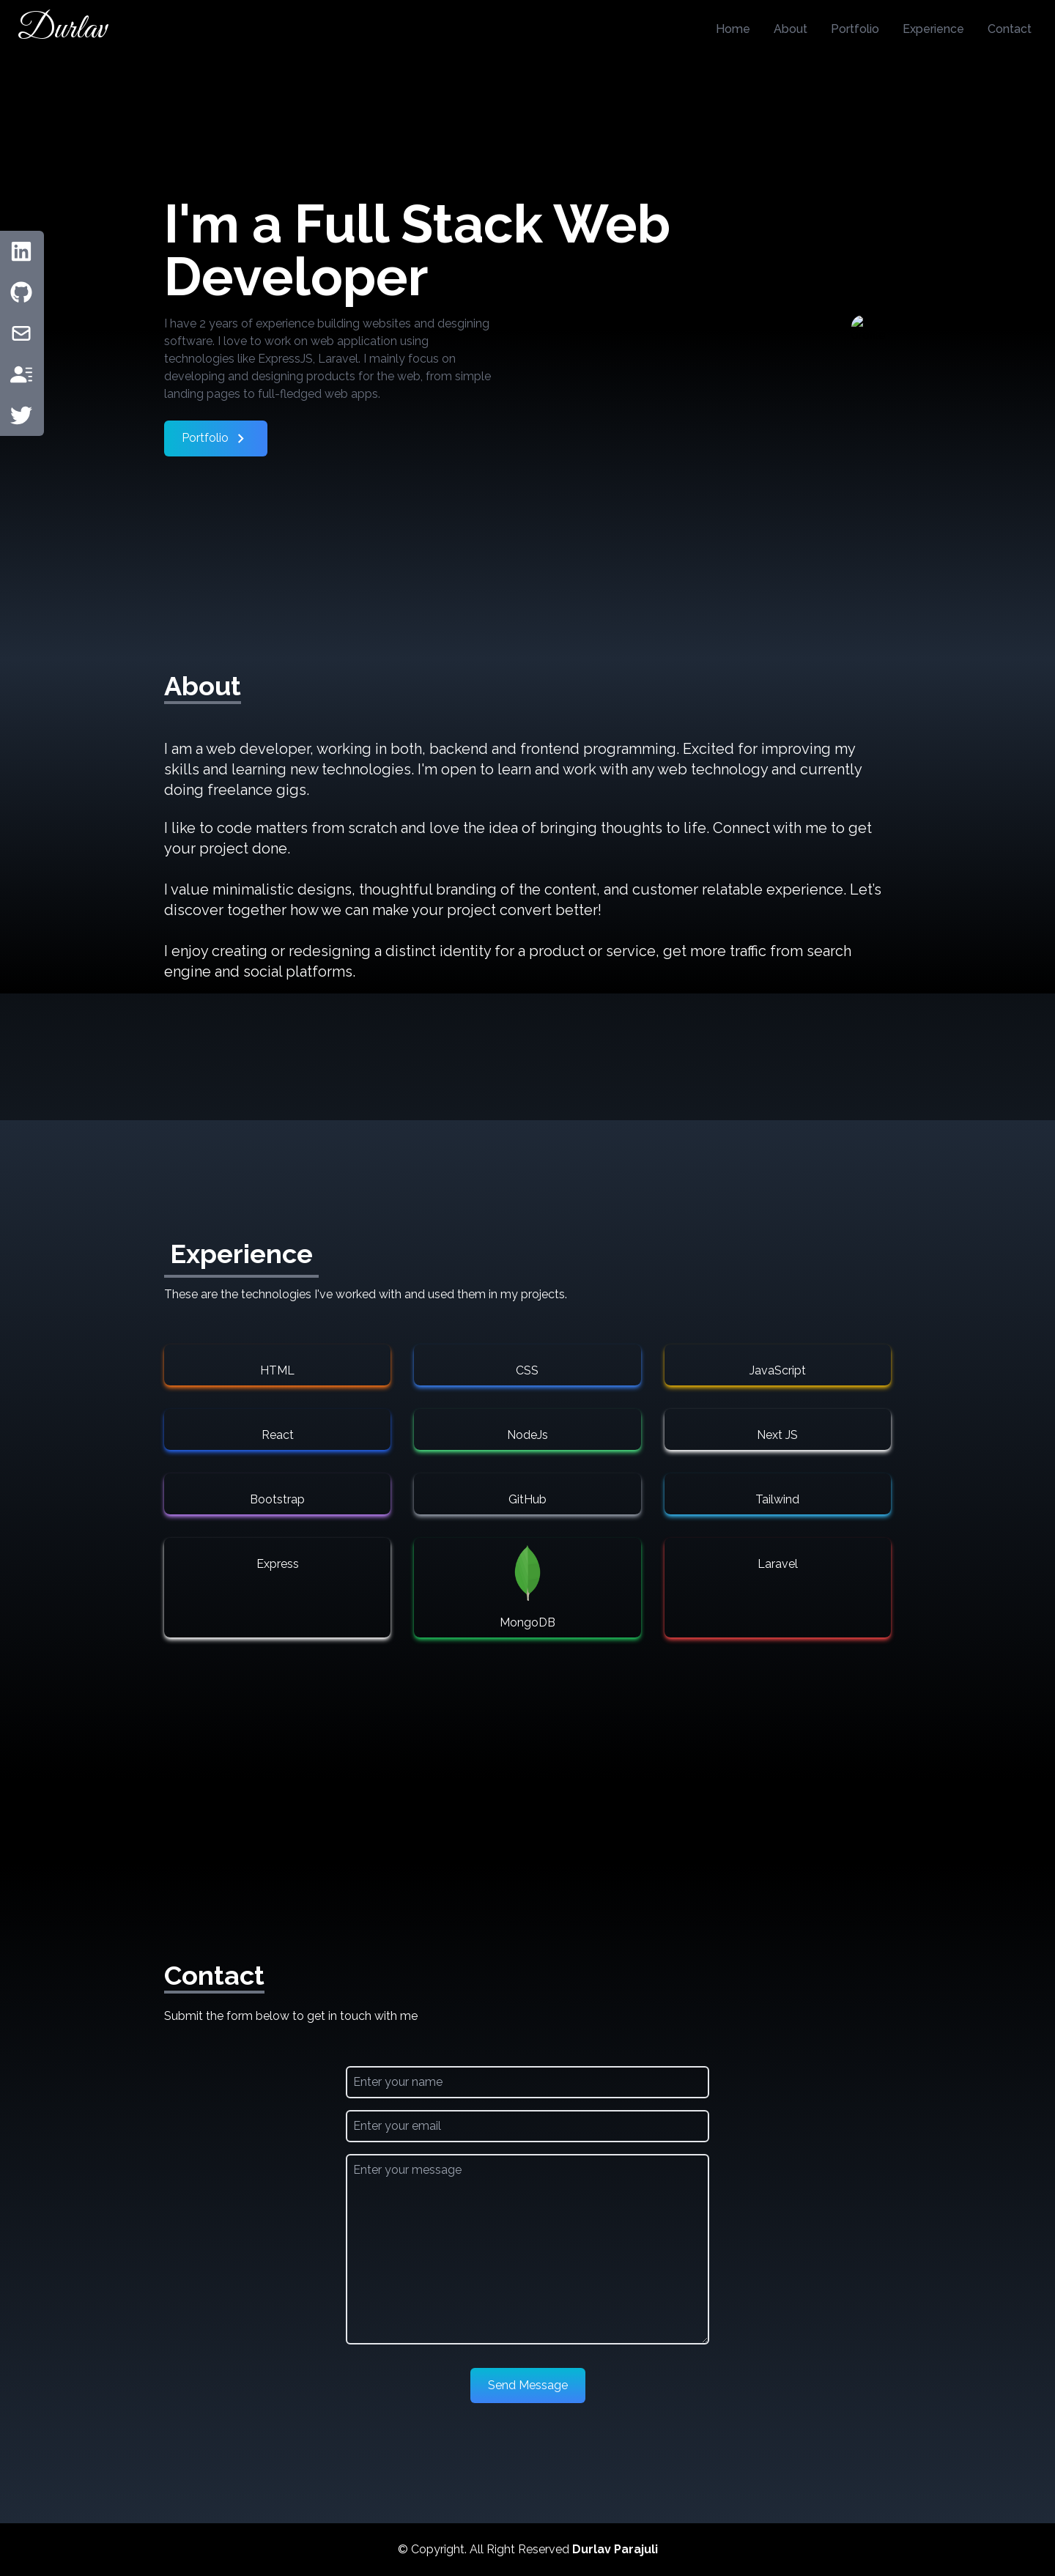 Durlav
Home About Portfolio Experience Contact
I'm a Full Stack Web
Developer
I have 2 years of experience building websites and desgining
software. I love to work on web application using
technologies like ExpressJS, Laravel. I mainly focus on
developing and designing products for the web, from simple
landing pages to full-fledged web apps.
Portfolio
About
I am a web developer, working in both, backend and frontend programming. Excited for improving my
skills and learning new technologies. I'm open to learn and work with any web technology and currently
doing freelance gigs.
I like to code matters from scratch and love the idea of bringing thoughts to life. Connect with me to get
your project done.
I value minimalistic designs, thoughtful branding of the content, and customer relatable experience. Let's
discover together how we can make your project convert better!
I enjoy creating or redesigning a distinct identity for a product or service, get more traffic from search
engine and social platforms.
Experience
These are the technologies I've worked with and used them in my projects.
HTML
CSS
JavaScript
React
NodeJs
Next JS
Bootstrap
GitHub
Tailwind
Express
MongoDB
Laravel
Contact
Submit the form below to get in touch with me
Enter your name
Enter your email
Enter your message
Send Message
© Copyright. All Right Reserved Durlav Parajuli